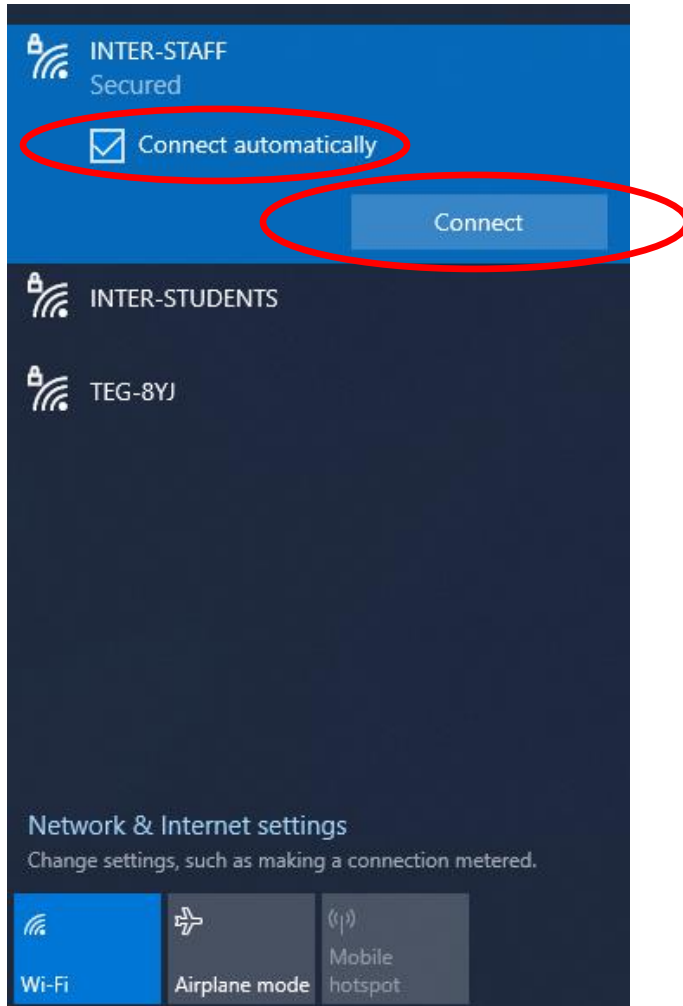 INTER-STAFF
Secured
Connect automatically
Connect
INTER-STUDENTS
TEG-8YJ
Network & Internet settings
Change settings, such as making a connection metered.
Wi-Fi
Airplane mode
Mobile
hotspot